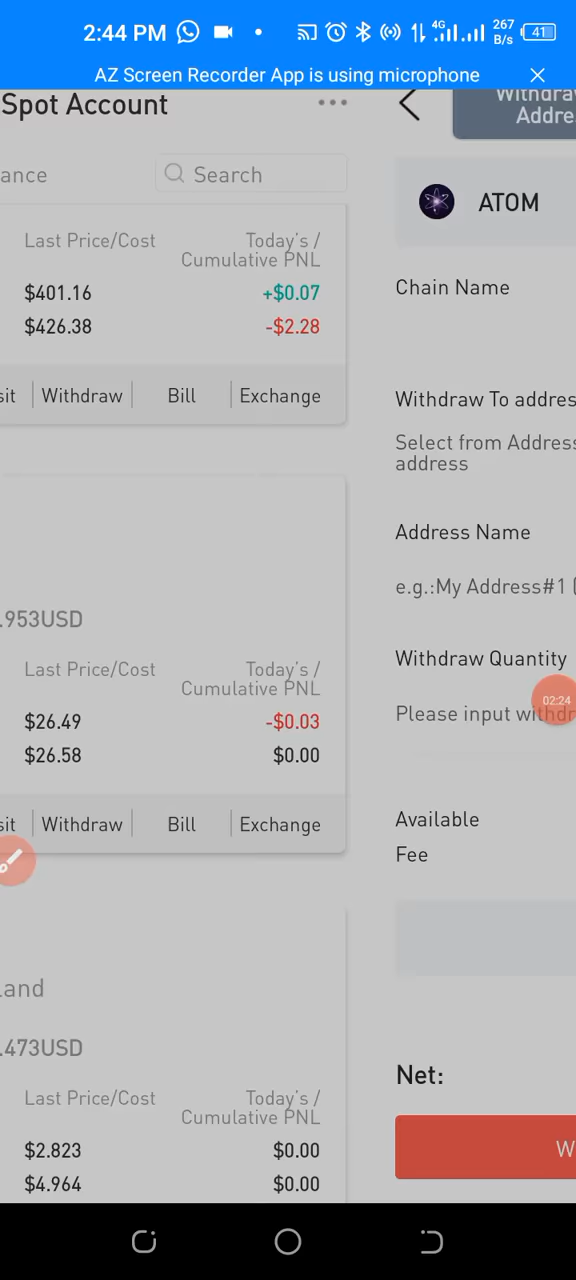 2:44 PM 4G 267 B/s 41
AZ Screen Recorder App is using microphone
Spot Account
ance Search
Last Price/Cost Today's / Cumulative PNL
$401.16 +$0.07
$426.38 -$2.28
sit Withdraw Bill Exchange
.953USD
Last Price/Cost Today's / Cumulative PNL
$26.49 -$0.03
$26.58 $0.00
sit Withdraw Bill Exchange
and
.473USD
Last Price/Cost Today's / Cumulative PNL
$2.823 $0.00
$4.964 $0.00
Withdra
Addre
ATOM
Chain Name
Withdraw To addres
Select from Address
address
Address Name
e.g.:My Address#1 (
Withdraw Quantity
Please input withdr
02:24
Available
Fee
Net:
W